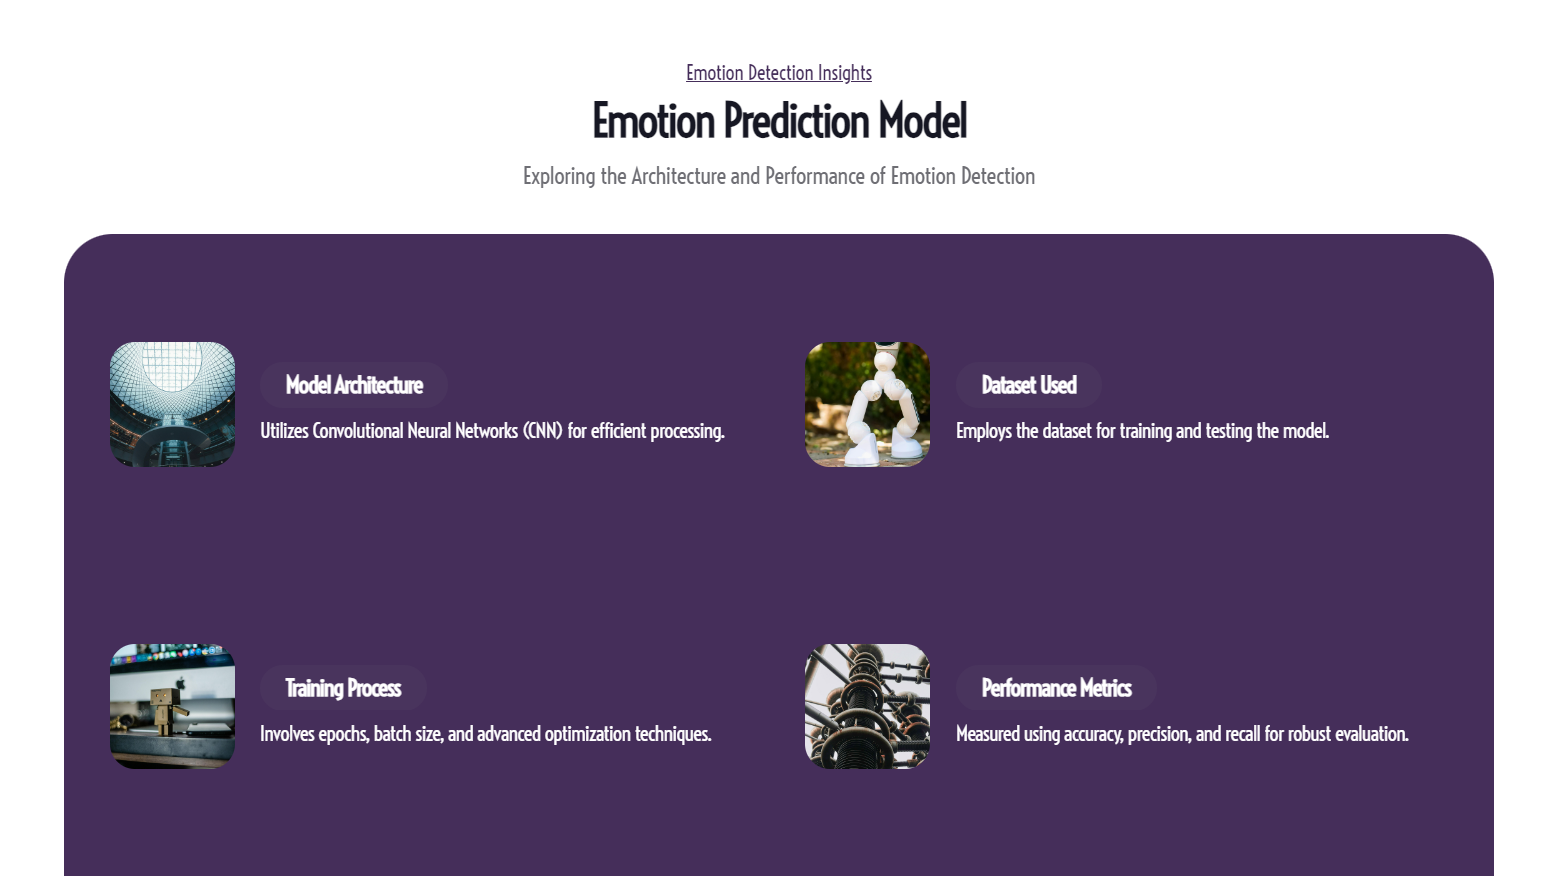 Emotion Detection Insights
Emotion Prediction Model
Exploring the Architecture and Performance of Emotion Detection
Model Architecture
Utilizes Convolutional Neural Networks (CNN) for efficient processing.
Dataset Used
Employs the dataset for training and testing the model.
Training Process
Involves epochs, batch size, and advanced optimization techniques.
Performance Metrics
Measured using accuracy, precision, and recall for robust evaluation.